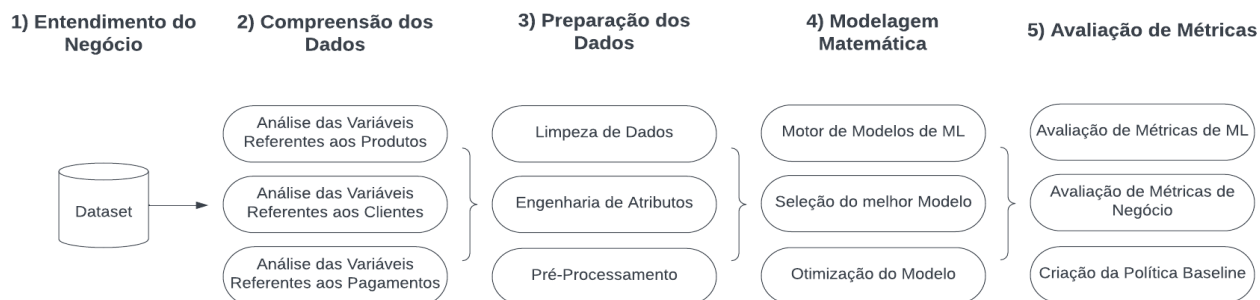 1) Entendimento do
Negócio
2) Compreensão dos
Dados
3) Preparação dos
Dados
4) Modelagem
Matemática
5) Avaliação de Métricas
Dataset
Análise das Variáveis
Referentes aos Produtos
Análise das Variáveis
Referentes aos Clientes
Análise das Variáveis
Referentes aos Pagamentos
Limpeza de Dados
Engenharia de Atributos
Pré-Processamento
Motor de Modelos de ML
Seleção do melhor Modelo
Otimização do Modelo
Avaliação de Métricas de ML
Avaliação de Métricas de
Negócio
Criação da Política Baseline